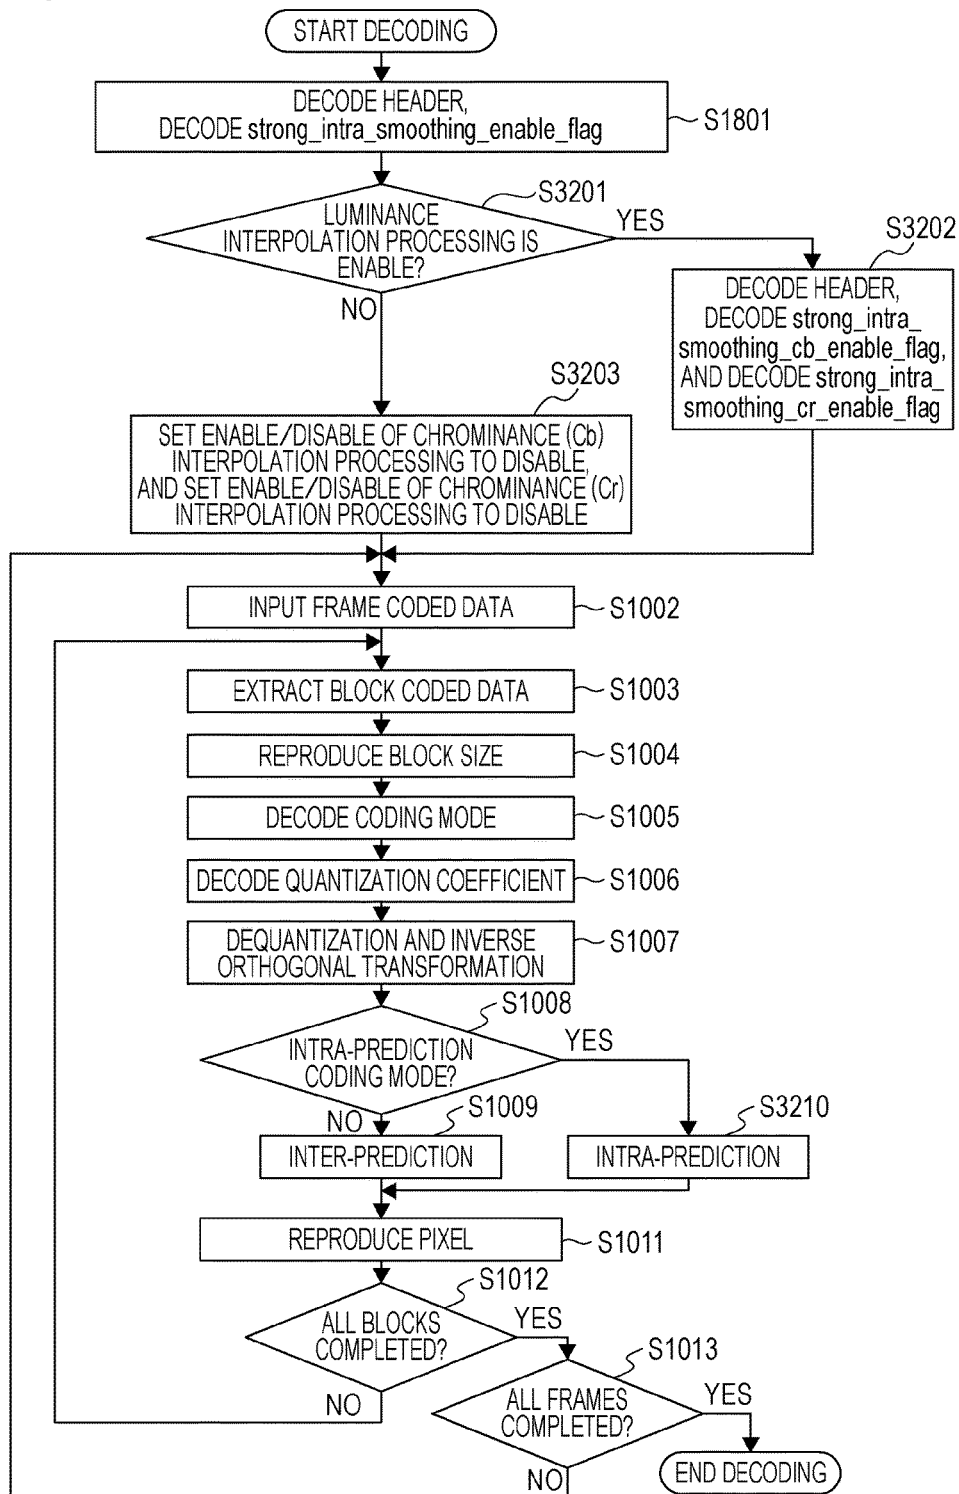 START DECODING
DECODE HEADER,
DECODE strong_intra_smoothing_enable_flag
S1801
S3201
LUMINANCE
INTERPOLATION PROCESSING IS
ENABLE?
YES
NO
S3202
DECODE HEADER,
DECODE strong_intra_
smoothing_cb_enable_flag,
AND DECODE strong_intra_
smoothing_cr_enable_flag
S3203
SET ENABLE/DISABLE OF CHROMINANCE (Cb)
INTERPOLATION PROCESSING TO DISABLE,
AND SET ENABLE/DISABLE OF CHROMINANCE (Cr)
INTERPOLATION PROCESSING TO DISABLE
INPUT FRAME CODED DATA
S1002
EXTRACT BLOCK CODED DATA
S1003
REPRODUCE BLOCK SIZE
S1004
DECODE CODING MODE
S1005
DECODE QUANTIZATION COEFFICIENT
S1006
DEQUANTIZATION AND INVERSE
ORTHOGONAL TRANSFORMATION
S1007
S1008
INTRA-PREDICTION
CODING MODE?
YES
NO
S1009
INTER-PREDICTION
S3210
INTRA-PREDICTION
REPRODUCE PIXEL
S1011
S1012
ALL BLOCKS
COMPLETED?
YES
NO
S1013
ALL FRAMES
COMPLETED?
YES
NO
END DECODING